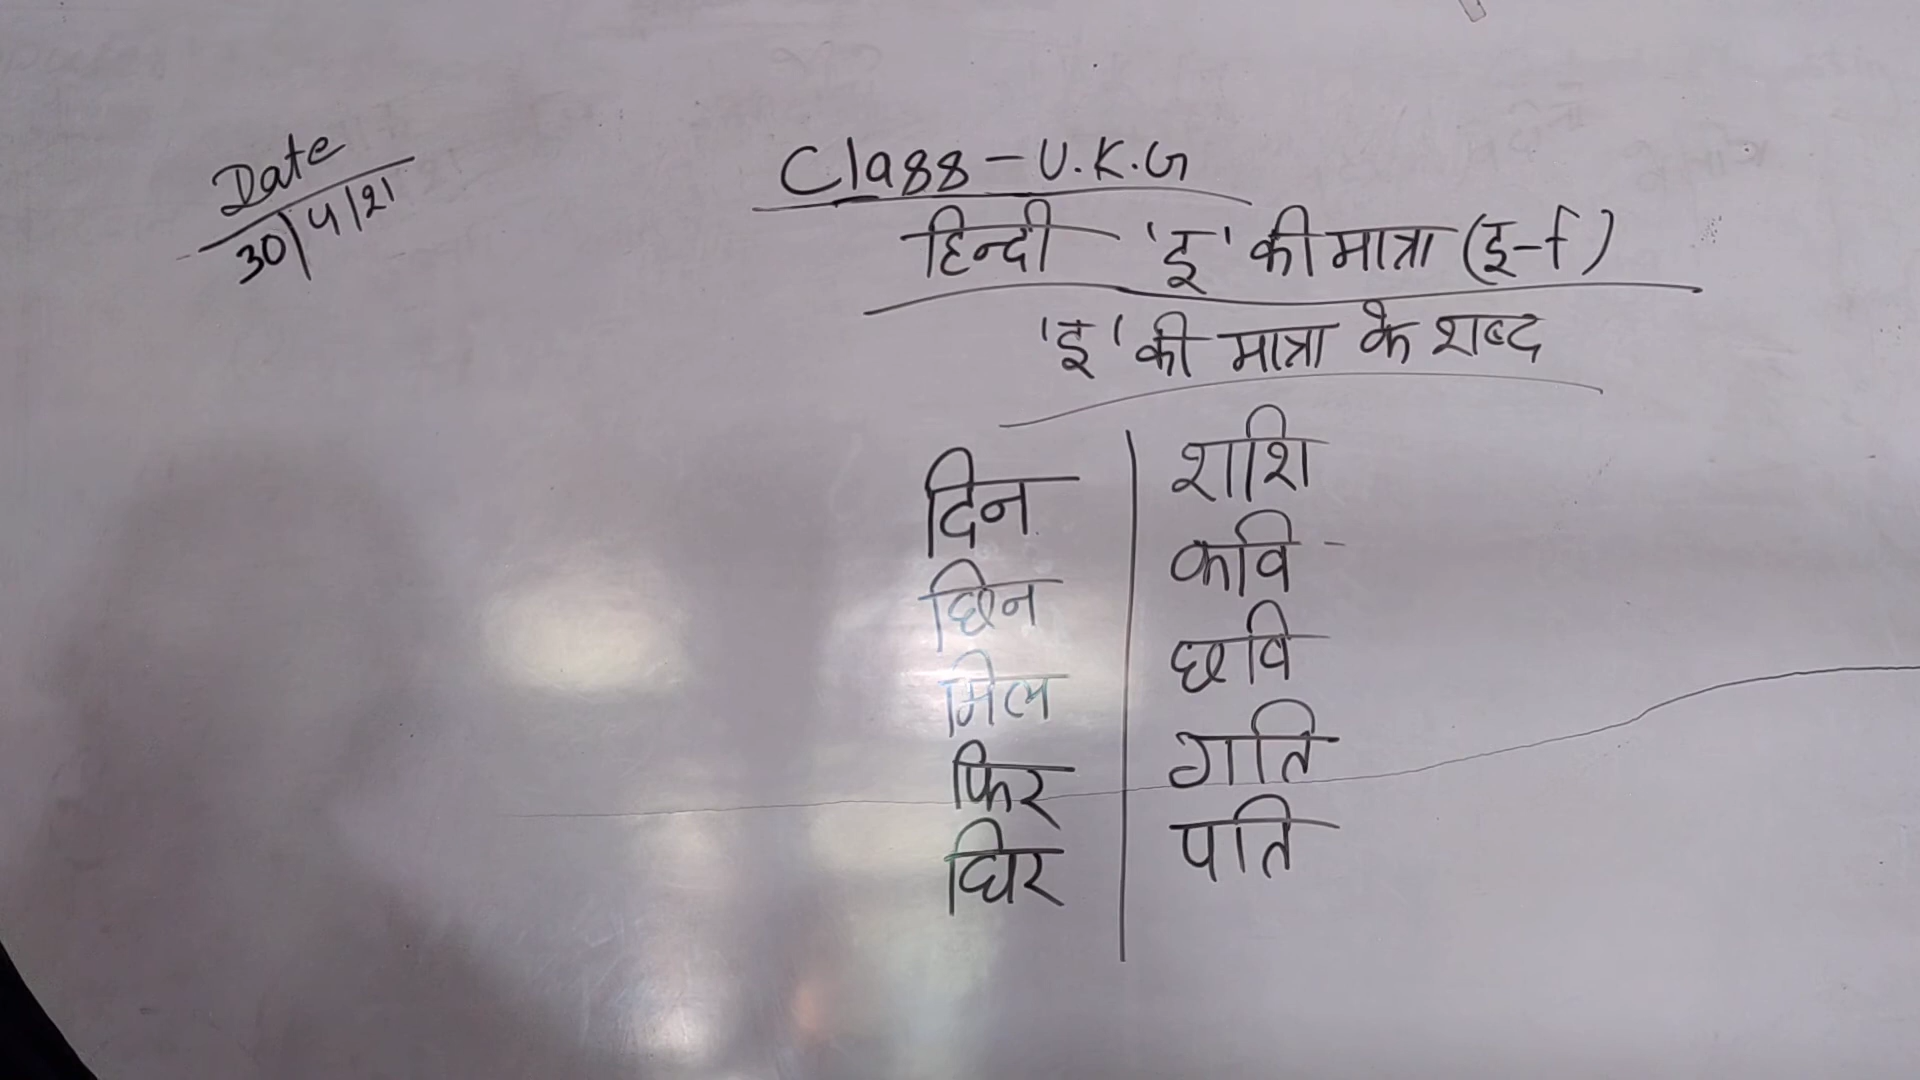 Date
30/4/21
Class - U.K.G
हिन्दी 'इ' की मात्रा (इ-ि)
'इ' की मात्रा के शब्द
दिन
छिन
मिल
फिर
घिर
शशि
कवि
छवि
गति
पति